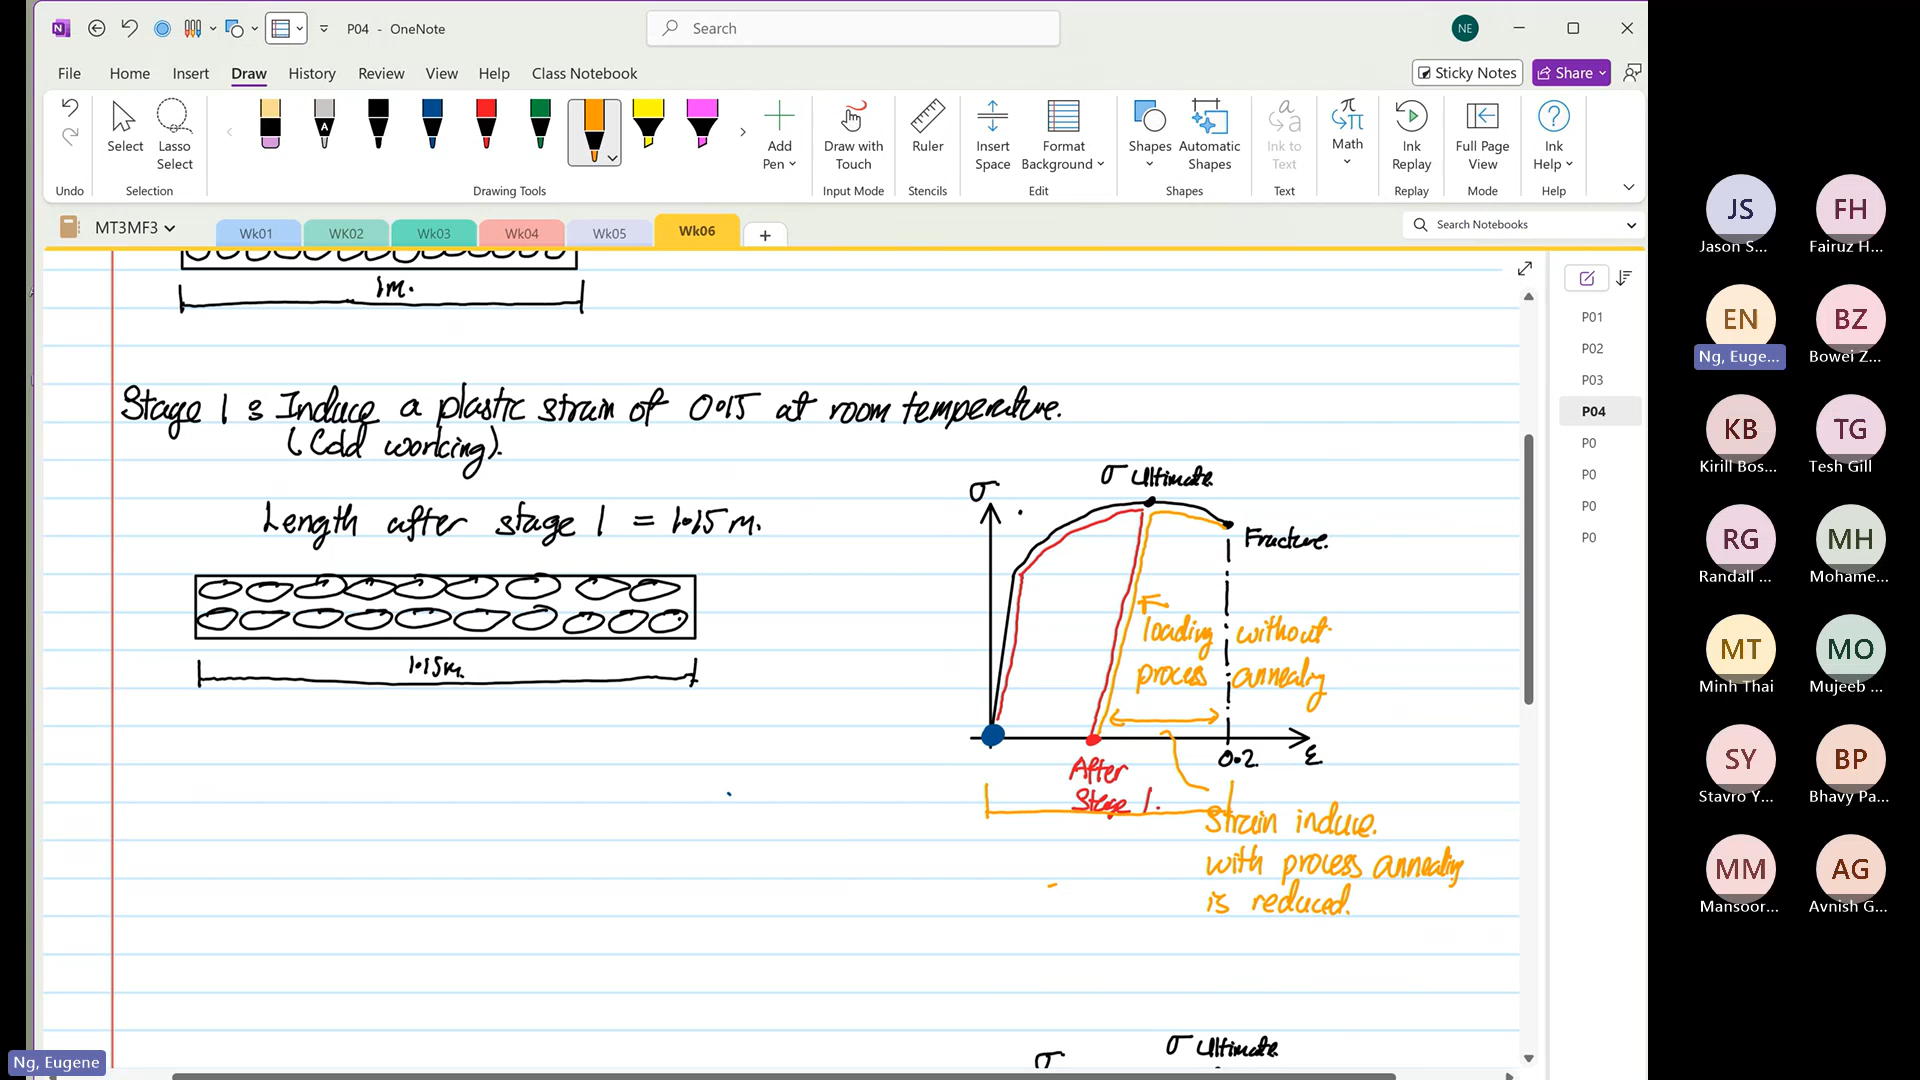 P04 - OneNote
Search
NE
File Home Insert Draw History Review View Help Class Notebook
Sticky Notes
Share
Select
Lasso Select
Add Pen
Draw with Touch
Ruler
Insert Space
Format Background
Shapes
Automatic Shapes
Ink to Text
Math
Ink Replay
Full Page View
Ink Help
Undo
Selection
Drawing Tools
Input Mode
Stencils
Edit
Shapes
Text
Replay
Mode
Help
MT3MF3
Wk01
WK02
Wk03
Wk04
Wk05
Wk06
Search Notebooks
P01
P02
P03
P04
P0
P0
P0
P0
1m.
Stage 1 : Induce a plastic strain of 0.15 at room temperature.
(Cold working).
Length after stage 1 = 1.15 m.
1.15m.
σ
σ Ultimate.
Fracture.
loading without
process annealing
0.2
ε
After
Stage 1.
Strain induce.
with process annealing
is reduced.
σ Ultimate
σ
Ng, Eugene
JS
Jason S...
FH
Fairuz H...
EN
Ng, Euge...
BZ
Bowei Z...
KB
Kirill Bos...
TG
Tesh Gill
RG
Randall ...
MH
Mohame...
MT
Minh Thai
MO
Mujeeb ...
SY
Stavro Y...
BP
Bhavy Pa...
MM
Mansoor...
AG
Avnish G...